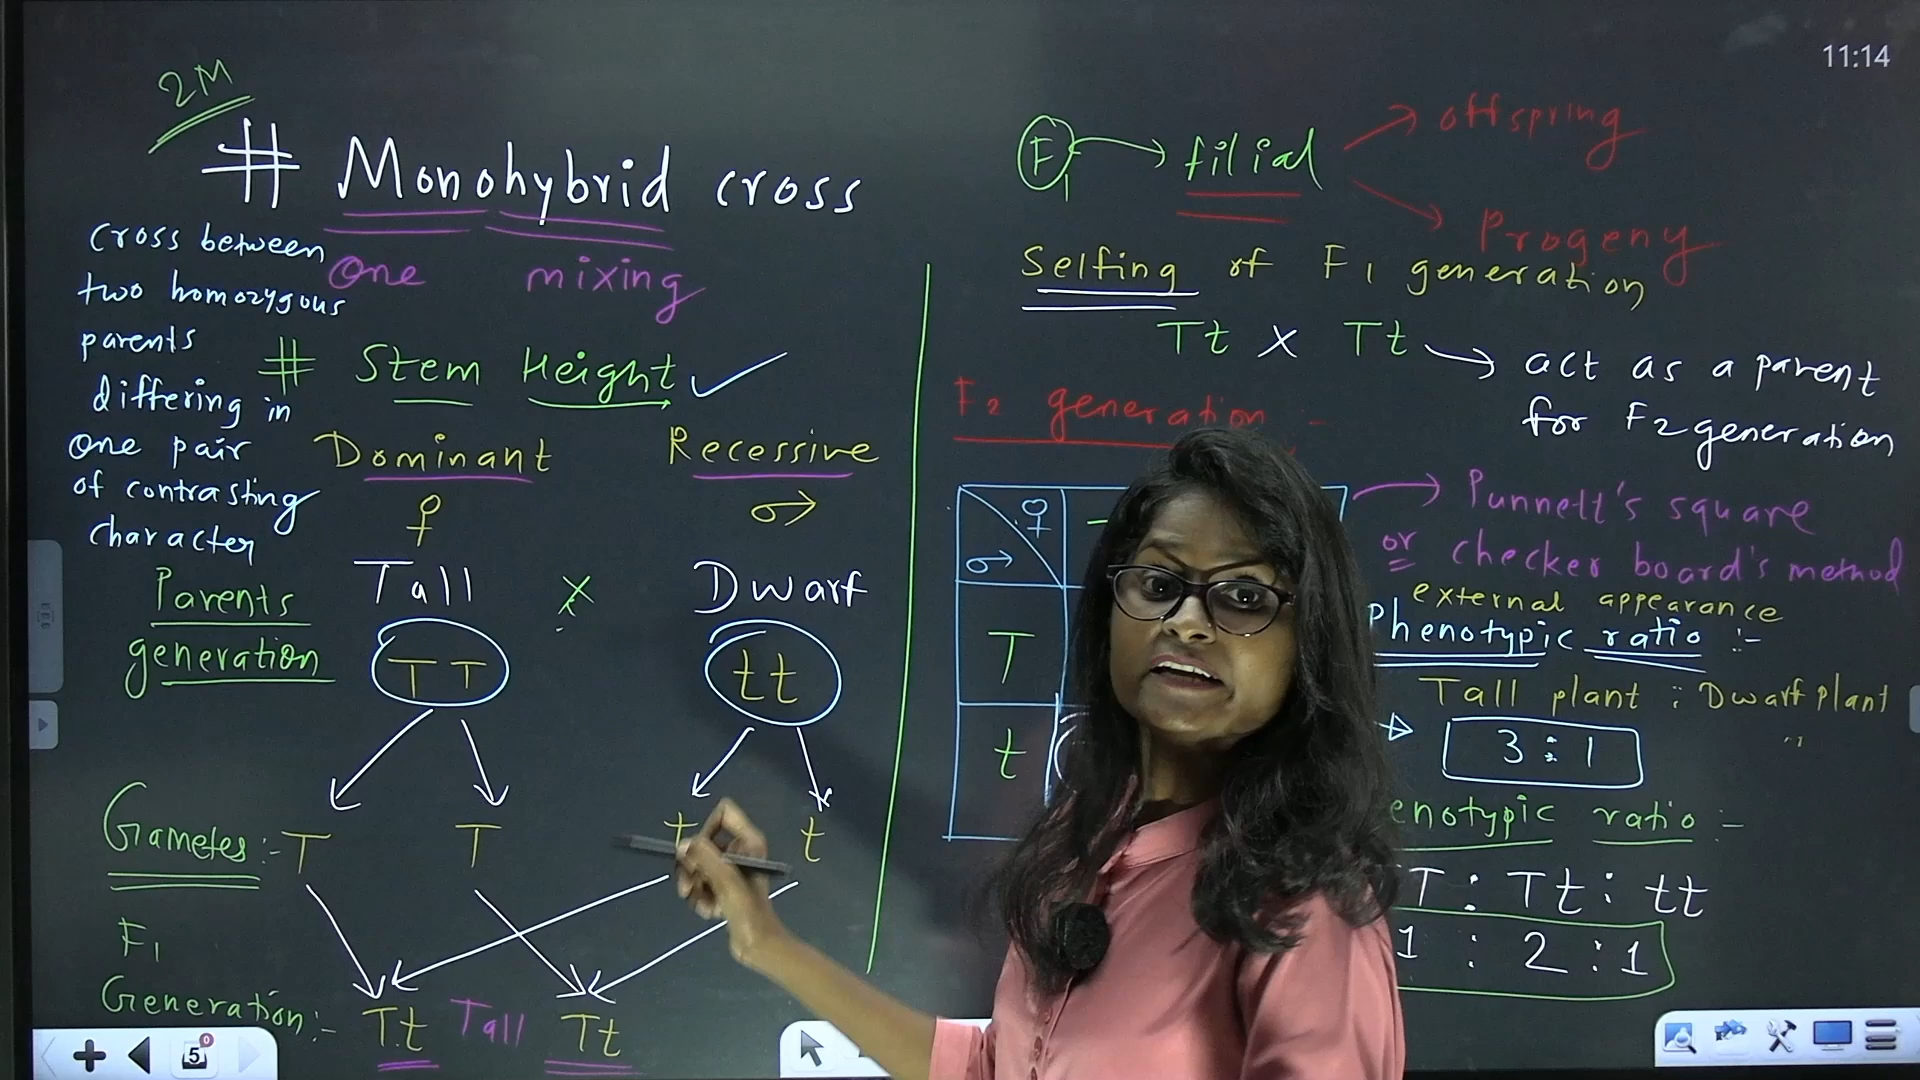 11:14
2M
# Monohybrid cross
One mixing
Cross between
two homozygous
parents
differing in
one pair
of contrasting
character
# Stem Height
Dominant Recessive
♀ ♂
Parents
generation
Tall x Dwarf
TT tt
Gametes :- T T t t
F1
Generation :- Tt Tall Tt
F1 → filial
offspring
Progeny
Selfing of F1 generation
Tt x Tt → act as a parent
for F2 generation
F2 generation :-
♀
♂
T
t
Punnett's square
or checker board's method
external appearance
Phenotypic ratio :-
Tall plant : Dwarf plant
3 : 1
enotypic ratio :-
T : Tt : tt
1 : 2 : 1
5
0